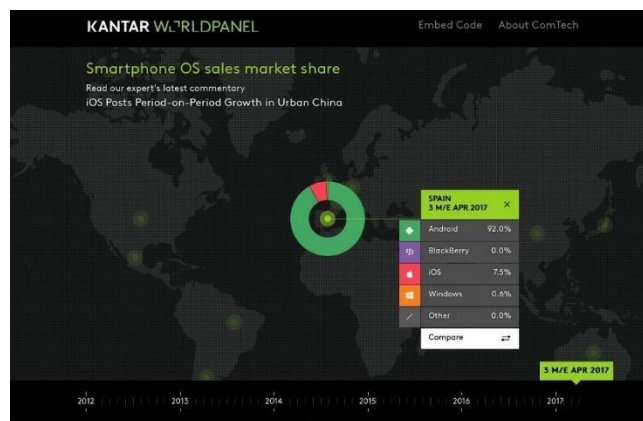 KANTAR WORLDPANEL
Embed Code About ComTech
Smartphone OS sales market share
Read our expert's latest commentary
iOS Posts Period-on-Period Growth in Urban China
SPAIN
3 M/E APR 2017 ×
Android 92.0%
BlackBerry 0.0%
iOS 7.5%
Windows 0.6%
Other 0.0%
Compare
3 M/E APR 2017
2012 2013 2014 2015 2016 2017